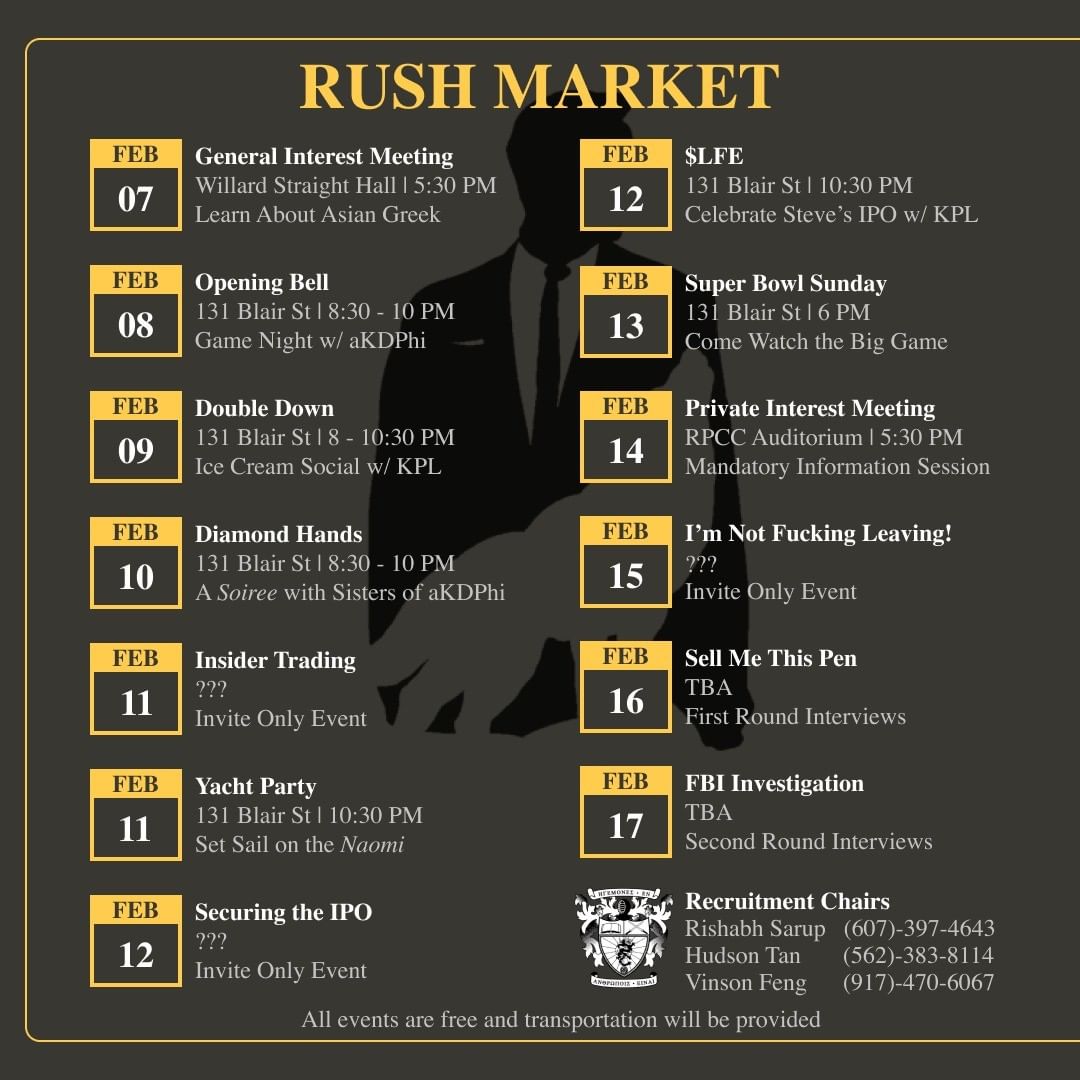 RUSH MARKET
FEB
07
General Interest Meeting
Willard Straight Hall | 5:30 PM
Learn About Asian Greek
FEB
08
Opening Bell
131 Blair St | 8:30 - 10 PM
Game Night w/ aKDPhi
FEB
09
Double Down
131 Blair St | 8 - 10:30 PM
Ice Cream Social w/ KPL
FEB
10
Diamond Hands
131 Blair St | 8:30 - 10 PM
A Soiree with Sisters of aKDPhi
FEB
11
Insider Trading
???
Invite Only Event
FEB
11
Yacht Party
131 Blair St | 10:30 PM
Set Sail on the Naomi
FEB
12
Securing the IPO
???
Invite Only Event
FEB
12
$LFE
131 Blair St | 10:30 PM
Celebrate Steve’s IPO w/ KPL
FEB
13
Super Bowl Sunday
131 Blair St | 6 PM
Come Watch the Big Game
FEB
14
Private Interest Meeting
RPCC Auditorium | 5:30 PM
Mandatory Information Session
FEB
15
I’m Not Fucking Leaving!
???
Invite Only Event
FEB
16
Sell Me This Pen
TBA
First Round Interviews
FEB
17
FBI Investigation
TBA
Second Round Interviews
ΗΓΕΜΟΝΕΣ · ΕΝ
ΑΝΘΡΩΠΟΙΣ · ΕΙΝΑΙ
Recruitment Chairs
Rishabh Sarup (607)-397-4643
Hudson Tan (562)-383-8114
Vinson Feng (917)-470-6067
All events are free and transportation will be provided